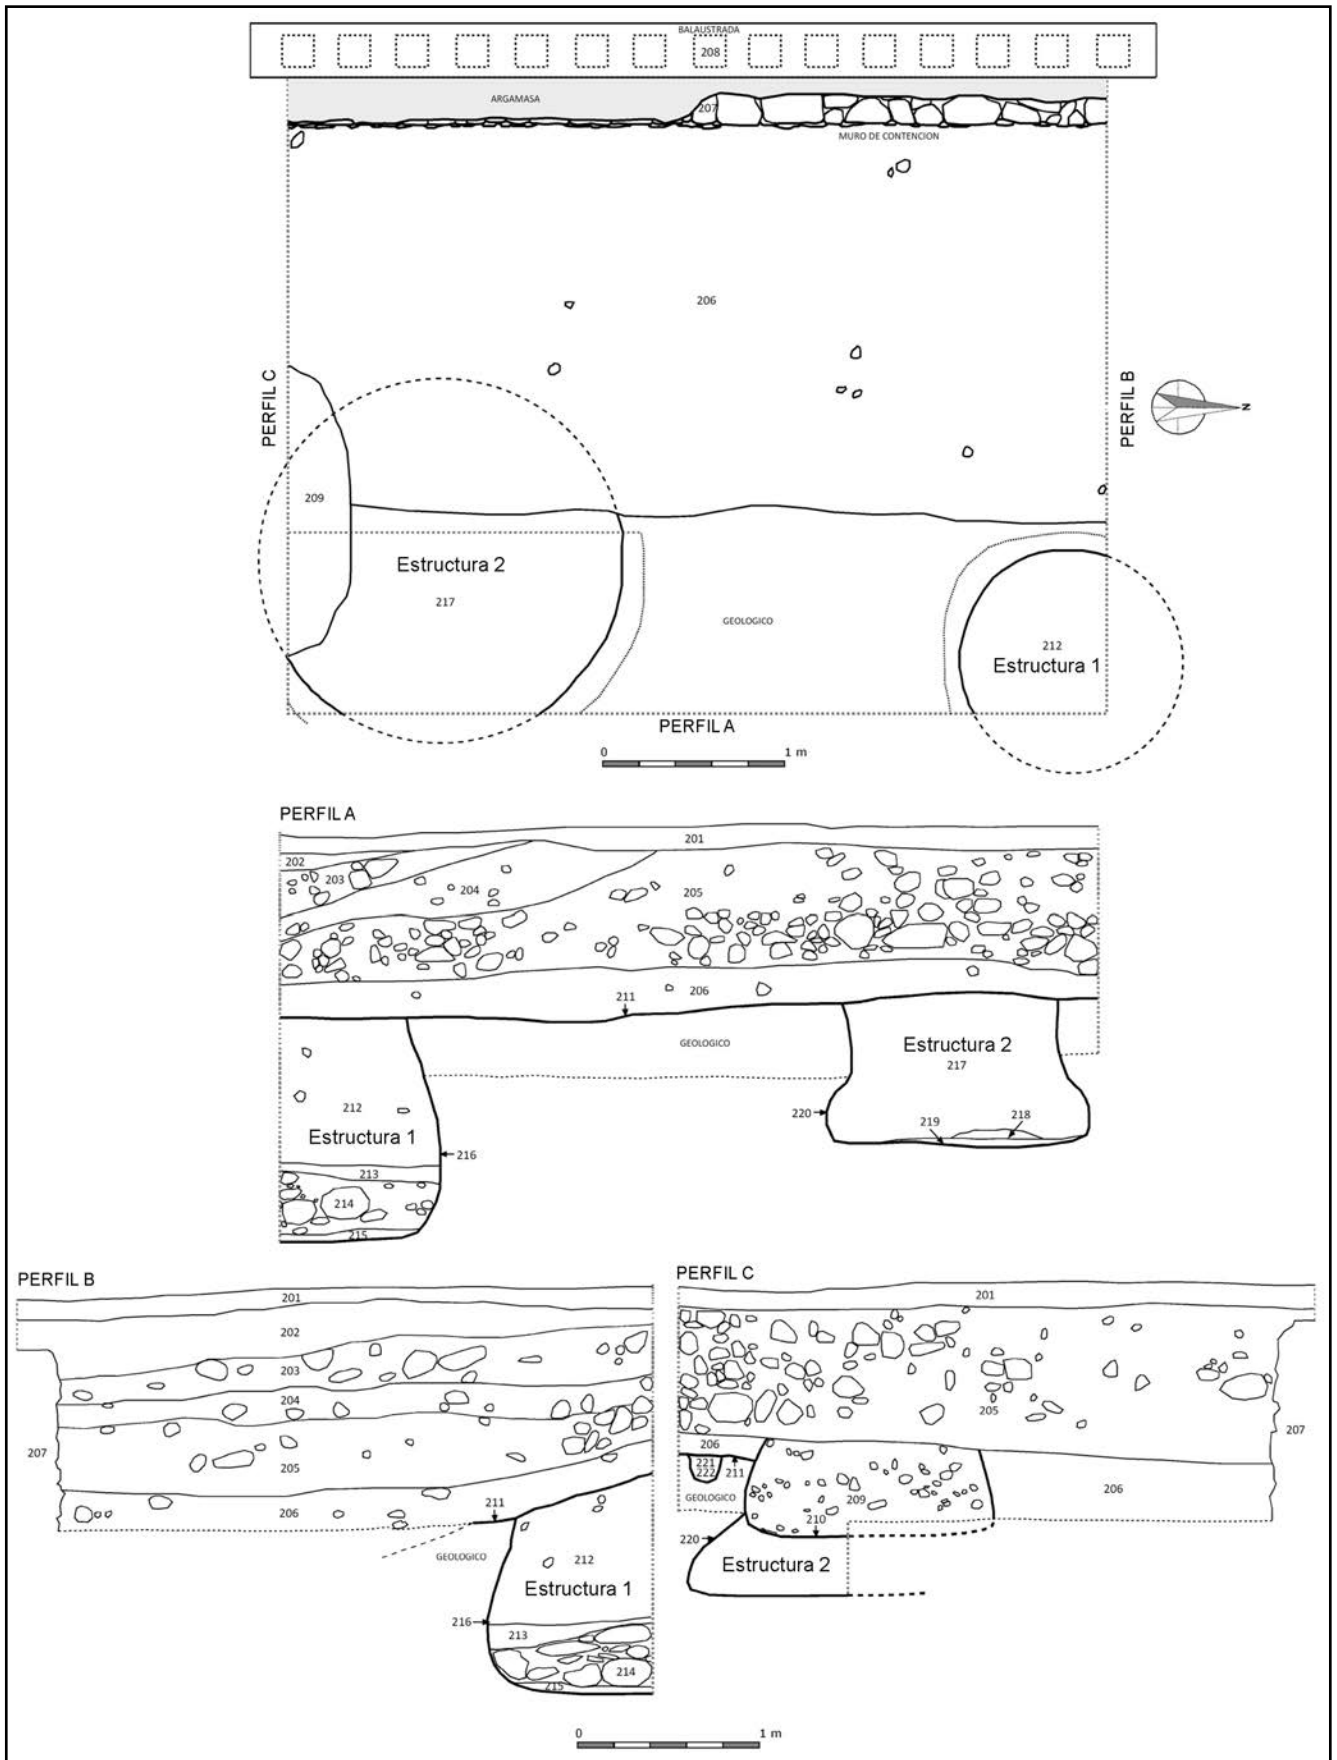 BALAUSTRADA
208
ARGAMASA
207
MURO DE CONTENCION
206
PERFIL C
PERFIL B
N
209
Estructura 2
217
GEOLOGICO
212
Estructura 1
PERFIL A
0 1 m
PERFIL A
201
202
203
204
205
206
211
GEOLOGICO
Estructura 2
217
212
220
219
218
Estructura 1
216
213
214
215
PERFIL B
201
202
203
204
207
205
206
211
GEOLOGICO
212
Estructura 1
216
213
214
215
PERFIL C
201
205
207
206
221
222
211
GEOLOGICO
209
206
210
220
Estructura 2
0 1 m